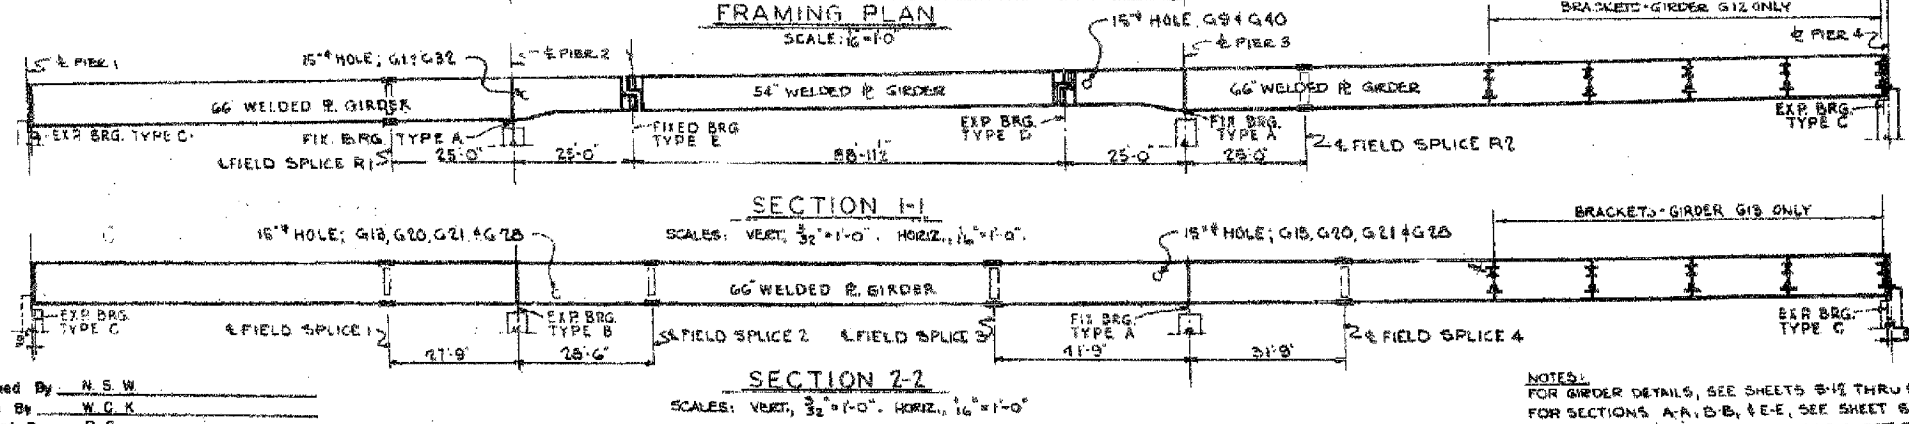 FRAMING PLAN
SCALE: 1/16"=1'-0"
15"ɸ HOLE, G9 & G40
BRACKETS-GIRDER G12 ONLY
℄ PIER 1
15"ɸ HOLE; G1 & G32
℄ PIER 2
℄ PIER 3
℄ PIER 4
66" WELDED ℞ GIRDER
54" WELDED ℞ GIRDER
66" WELDED ℞ GIRDER
EXP. BRG. TYPE C
FIX. BRG. TYPE A
FIXED BRG
TYPE E
EXP. BRG.
TYPE D
FIX. BRG.
TYPE A
EXP. BRG.
TYPE C
℄ FIELD SPLICE R1
25'-0"
25'-0"
25'-0"
25'-0"
℄ FIELD SPLICE R2
SECTION 1-1
SCALES: VERT., 3/32"=1'-0". HORIZ., 1/16"=1'-0".
BRACKETS-GIRDER G13 ONLY
15"ɸ HOLE; G13, G20, G21, & G28
15"ɸ HOLE; G13, G20, G21 & G28
66" WELDED ℞ GIRDER
EXP. BRG.
TYPE C
℄ FIELD SPLICE 1
EXP. BRG.
TYPE B
℄ FIELD SPLICE 2
℄ FIELD SPLICE 3
FIX. BRG.
TYPE A
℄ FIELD SPLICE 4
EXP. BRG.
TYPE C
27'-9"
28'-6"
41'-9"
31'-9"
SECTION 2-2
SCALES: VERT., 3/32"=1'-0". HORIZ., 1/16"=1'-0"
By N. S. W.
By W. C. K.
NOTES:
FOR GIRDER DETAILS, SEE SHEETS S-12 THRU
FOR SECTIONS A-A, B-B, & E-E, SEE SHEET